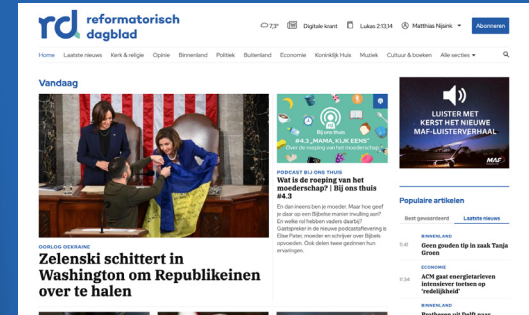 reformatorisch
dagblad
7,3° Digitale krant Lukas 2:13,14 Matthias Nijsink Abonneren
Home Laatste nieuws Kerk & religie Opinie Binnenland Politiek Buitenland Economie Koninklijk Huis Muziek Cultuur & boeken Alle secties
Vandaag
Bij ons thuis
#4.3 „MAMA, KIJK EENS”
Over de roeping van het moederschap
PODCAST BIJ ONS THUIS
Wat is de roeping van het
moederschap? | Bij ons thuis
#4.3
En dan ineens ben je moeder. Maar hoe geef
je daar op een Bijbelse manier invulling aan?
En welke rol hebben vaders daarbij?
Gastspreker in de nieuwe podcastaflevering is
Elise Pater, moeder en schrijver over Bijbels
opvoeden. Ook delen twee gezinnen hun
ervaringen.
OORLOG OEKRAÏNE
Zelenski schittert in
Washington om Republikeinen
over te halen
LUISTER MET
KERST HET NIEUWE
MAF-LUISTERVERHAAL
MAF
Populaire artikelen
Best gewaardeerd Laatste nieuws
BINNENLAND
11:41 Geen gouden tip in zaak Tanja
Groen
ECONOMIE
11:34 ACM gaat energietarieven
intensiever toetsen op
‘redelijkheid’
BINNENLAND